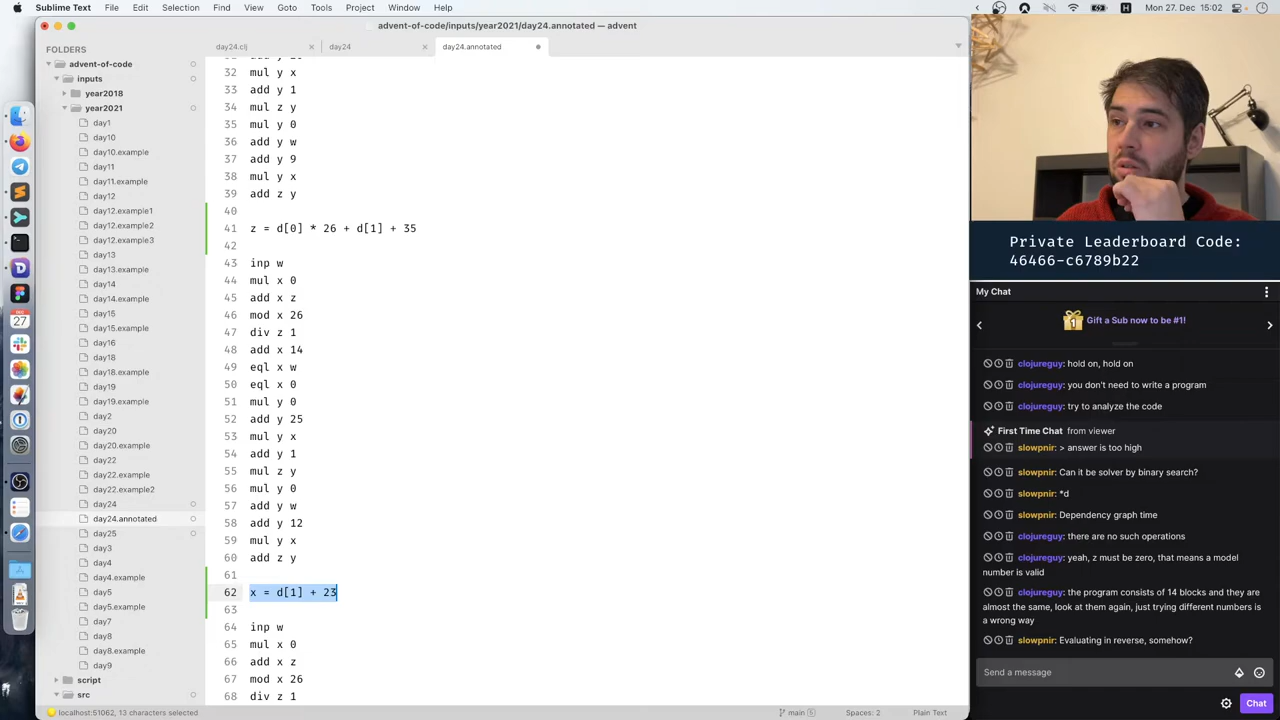 Sublime Text File Edit Selection Find View Goto Tools Project Window Help
Mon 27. Dec 15:02
advent-of-code/inputs/year2021/day24.annotated — advent
FOLDERS
advent-of-code
inputs
year2018
year2021
day1
day10
day10.example
day11
day11.example
day12
day12.example1
day12.example2
day12.example3
day13
day13.example
day14
day14.example
day15
day15.example
day16
day18
day18.example
day19
day19.example
day2
day20
day20.example
day22
day22.example
day22.example2
day24
day24.annotated
day25
day3
day4
day4.example
day5
day5.example
day7
day8
day8.example
day9
script
src
day24.clj
day24
day24.annotated
32 mul y x
33 add y 1
34 mul z y
35 mul y 0
36 add y w
37 add y 9
38 mul y x
39 add z y
40
41 z = d[0] * 26 + d[1] + 35
42
43 inp w
44 mul x 0
45 add x z
46 mod x 26
47 div z 1
48 add x 14
49 eql x w
50 eql x 0
51 mul y 0
52 add y 25
53 mul y x
54 add y 1
55 mul z y
56 mul y 0
57 add y w
58 add y 12
59 mul y x
60 add z y
61
62 x = d[1] + 23
63
64 inp w
65 mul x 0
66 add x z
67 mod x 26
68 div z 1
localhost:51062, 13 characters selected
main 5
Spaces: 2
Plain Text
DEC
27
Private Leaderboard Code:
46466-c6789b22
My Chat
1
Gift a Sub now to be #1!
clojureguy: hold on, hold on
clojureguy: you don't need to write a program
clojureguy: try to analyze the code
First Time Chat from viewer
slowpnir: > answer is too high
slowpnir: Can it be solver by binary search?
slowpnir: *d
slowpnir: Dependency graph time
clojureguy: there are no such operations
clojureguy: yeah, z must be zero, that means a model
number is valid
clojureguy: the program consists of 14 blocks and they are
almost the same, look at them again, just trying different numbers is
a wrong way
slowpnir: Evaluating in reverse, somehow?
Send a message
Chat